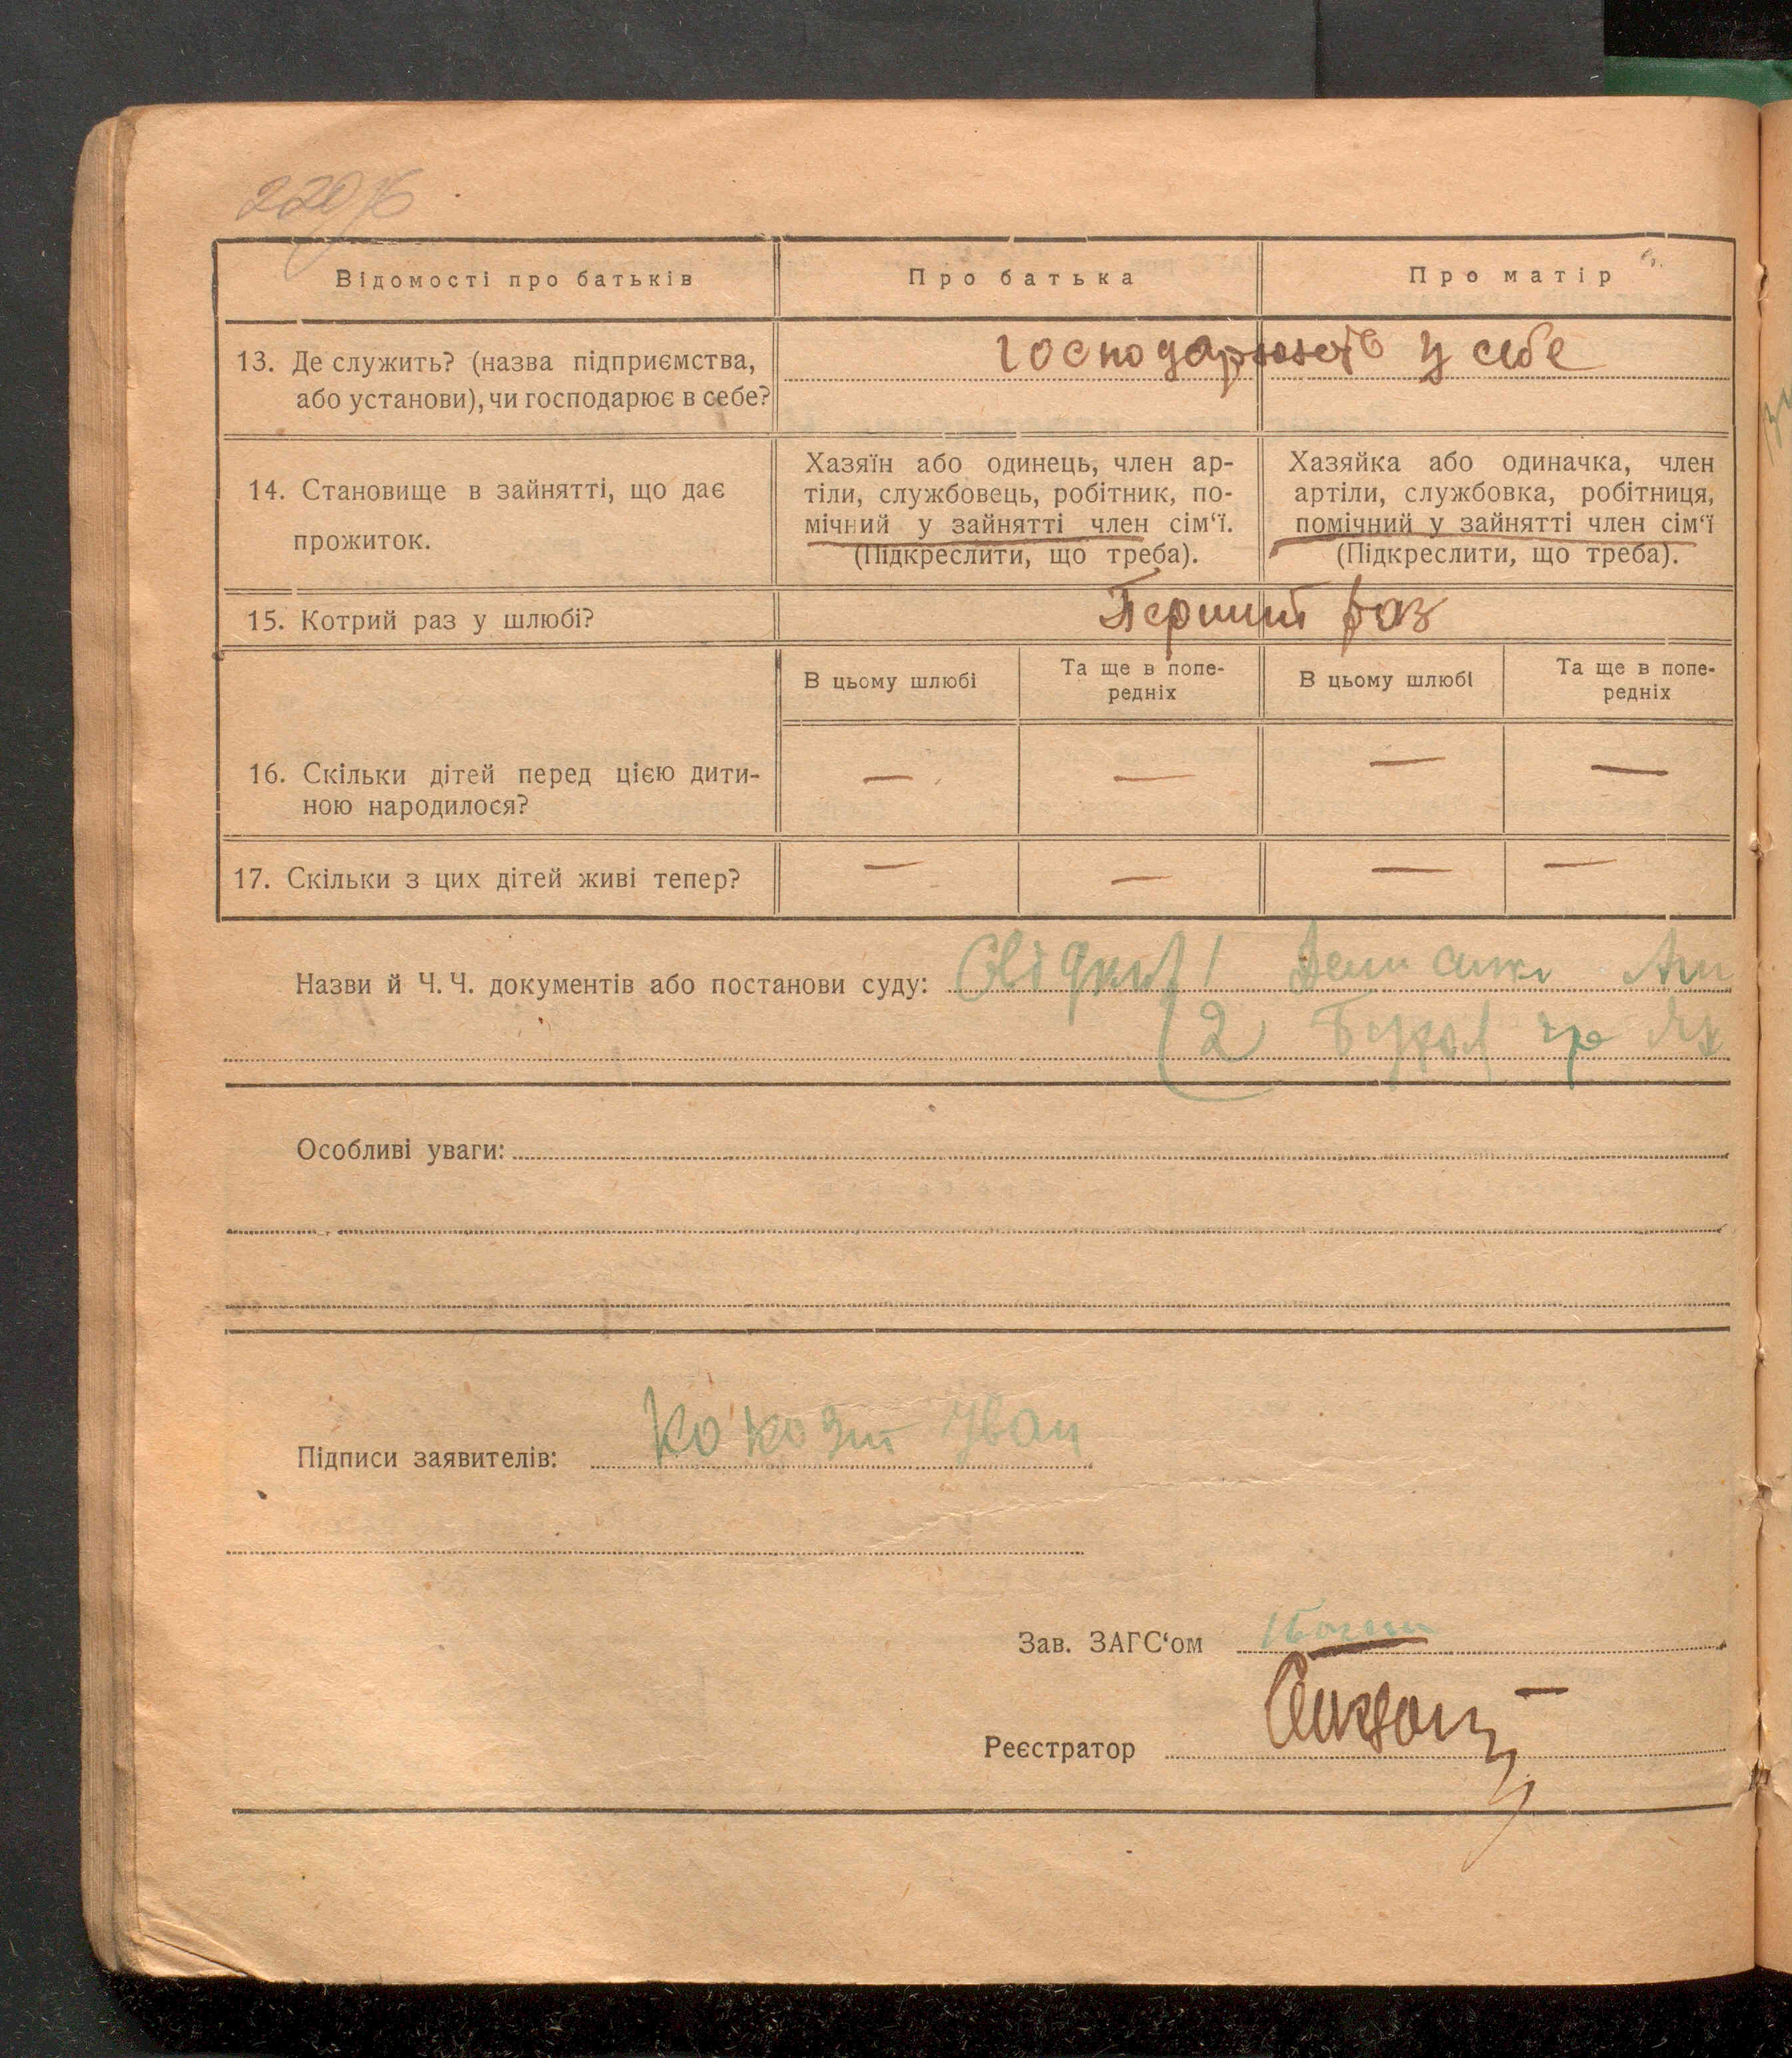 Відомості про батьків
Про батька
Про матір
13. Де служить? (назва підприємства,
або установи), чи господарює в себе?
господарюють у себе
14. Становище в зайнятті, що дає
прожиток.
Хазяїн або одинець, член ар-
тіли, службовець, робітник, по-
мічний у зайнятті член сім‘ї.
(Підкреслити, що треба).
Хазяйка або одиначка, член
артіли, службовка, робітниця,
помічний у зайнятті член сім‘ї
(Підкреслити, що треба).
15. Котрий раз у шлюбі?
Перший раз
В цьому шлюбі
Та ще в попе-
редніх
В цьому шлюбі
Та ще в попе-
редніх
16. Скільки дітей перед цією дити-
ною народилося?
— — — —
17. Скільки з цих дітей живі тепер?
— — — —
Назви й Ч. Ч. документів або постанови суду: Свідки 1
2
Особливі уваги:
Підписи заявителів: Іван
Зав. ЗАГС‘ом
Реєстратор